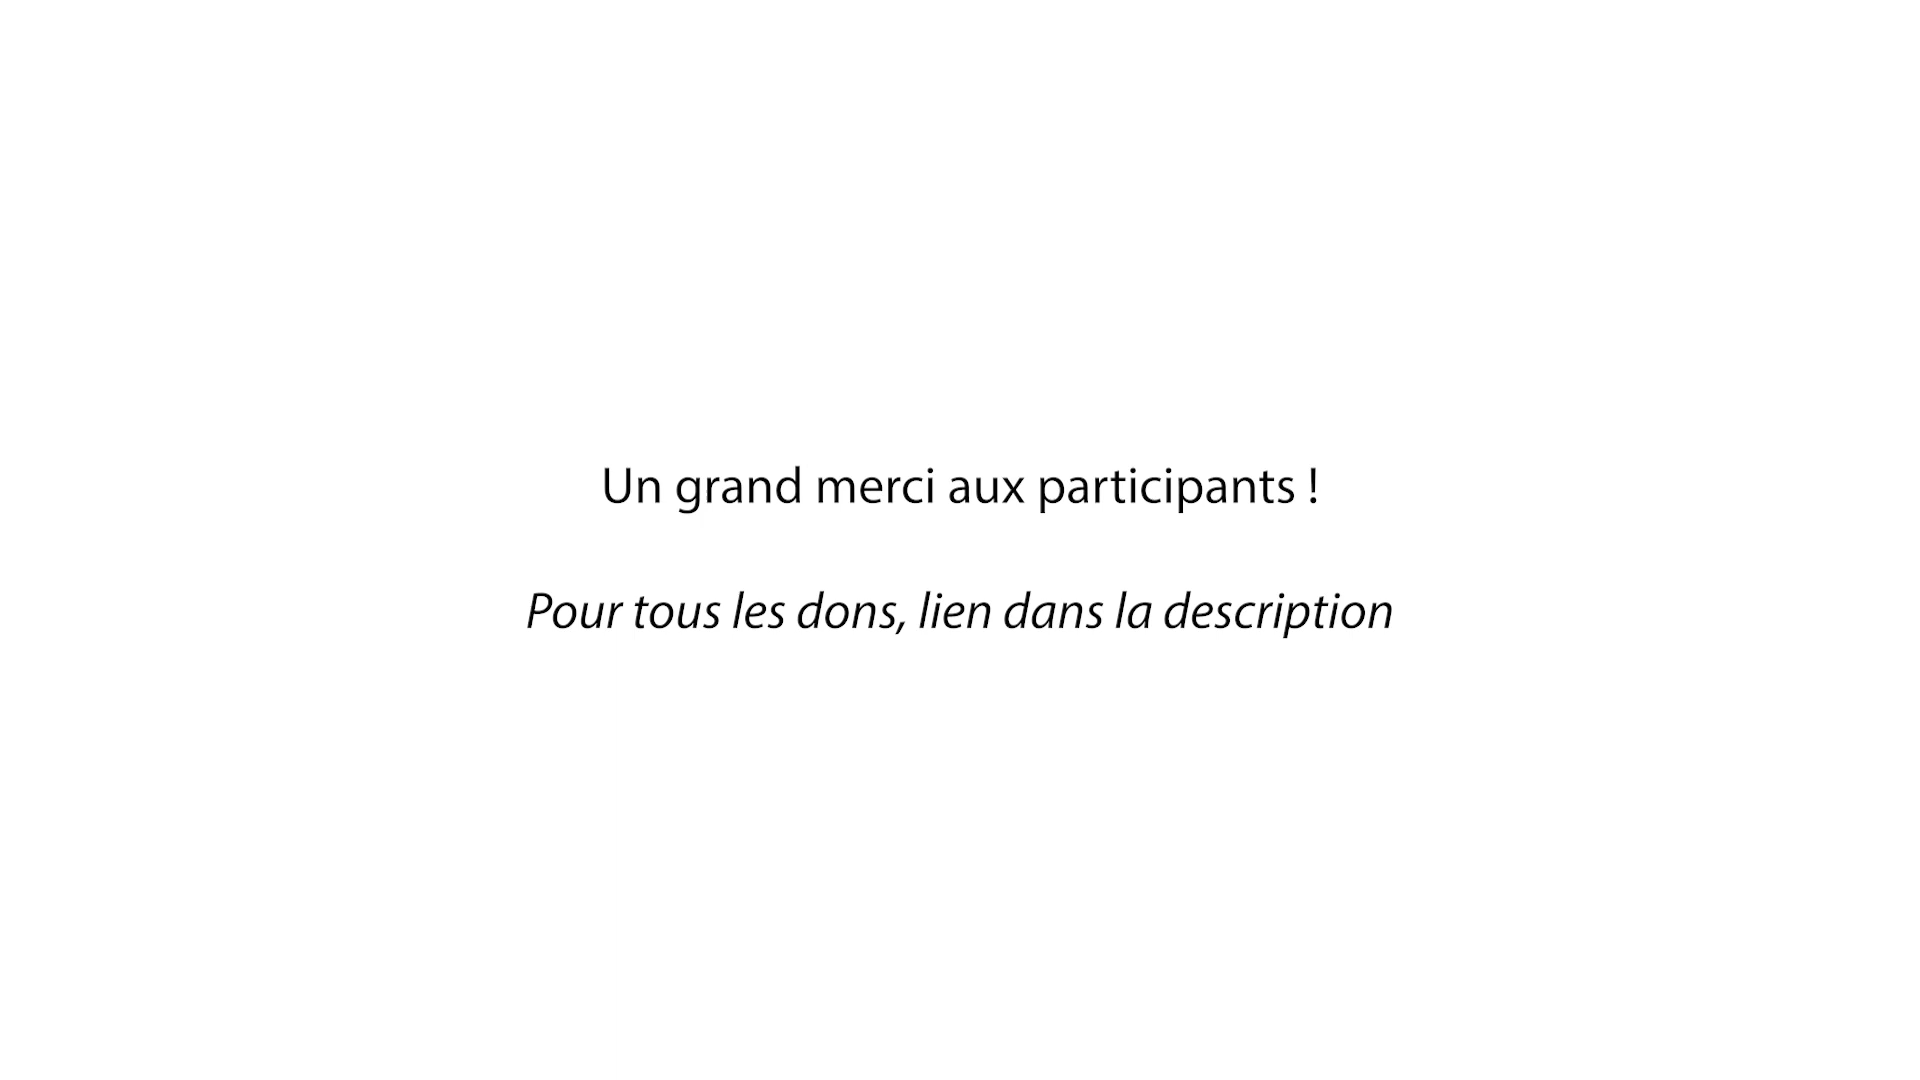 Un grand merci aux participants !
Pour tous les dons, lien dans la description